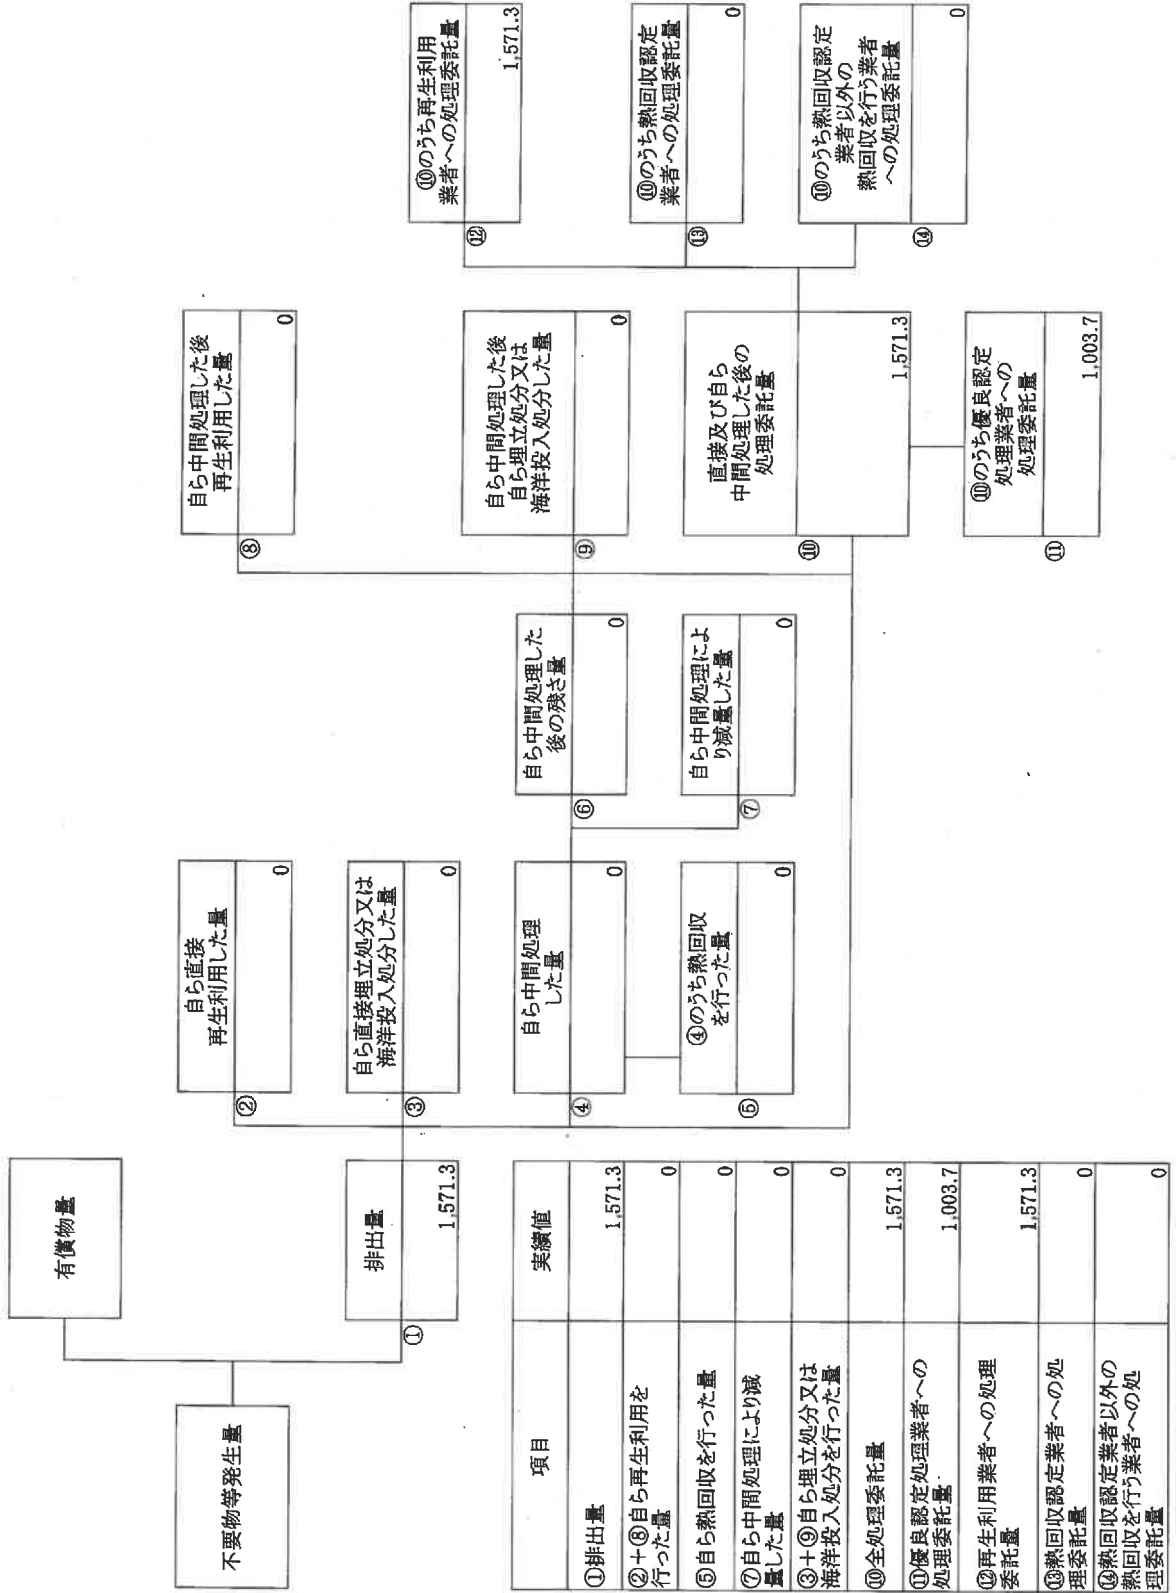 有償物量
不要物等発生量
排出量
①
1,571.3
自ら直接
再生利用した量
②
0
自ら直接埋立処分又は
海洋投入処分した量
③
0
自ら中間処理
した量
④
0
④のうち熱回収
を行った量
⑤
0
自ら中間処理した
後の残さ量
⑥
0
自ら中間処理によ
り減量した量
⑦
0
自ら中間処理した後
再生利用した量
⑧
0
自ら中間処理した後
自ら埋立処分又は
海洋投入処分した量
⑨
0
直接及び自ら
中間処理した後の
処理委託量
⑩
1,571.3
⑩のうち優良認定
処理業者への
処理委託量
⑪
1,003.7
⑩のうち再生利用
業者への処理委託量
⑫
1,571.3
⑩のうち熱回収認定
業者への処理委託量
⑬
0
⑩のうち熱回収認定
業者以外の
熱回収を行う業者
への処理委託量
⑭
0
項目 実績値
①排出量 1,571.3
②+⑧自ら再生利用を
行った量 0
⑤自ら熱回収を行った量 0
⑦自ら中間処理により減
量した量 0
③+⑨自ら埋立処分又は
海洋投入処分を行った量 0
⑩全処理委託量 1,571.3
⑪優良認定処理業者への
処理委託量 1,003.7
⑫再生利用業者への処理
委託量 1,571.3
⑬熱回収認定業者への処
理委託量 0
⑭熱回収認定業者以外の
熱回収を行う業者への処
理委託量 0